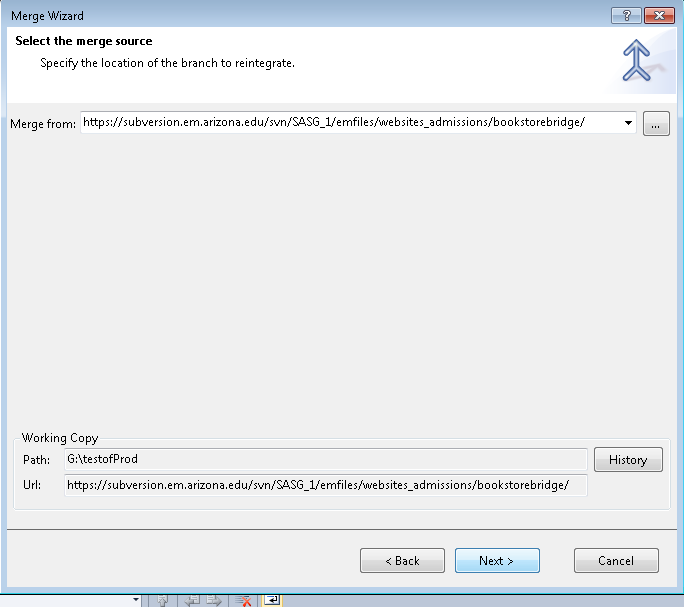 Merge Wizard
?
Select the merge source
Specify the location of the branch to reintegrate.
Merge from: https://subversion.em.arizona.edu/svn/SASG_1/emfiles/websites_admissions/bookstorebridge/ ...
Working Copy
Path: G:\testofProd History
Url: https://subversion.em.arizona.edu/svn/SASG_1/emfiles/websites_admissions/bookstorebridge/
< Back Next > Cancel